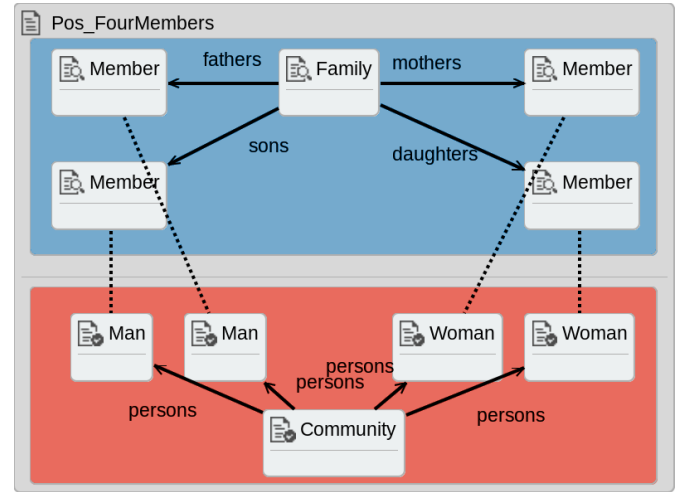 Pos_FourMembers
Member
fathers
Family
mothers
Member
sons
daughters
Member
Member
Man
Man
Woman
Woman
persons
persons
persons
persons
Community